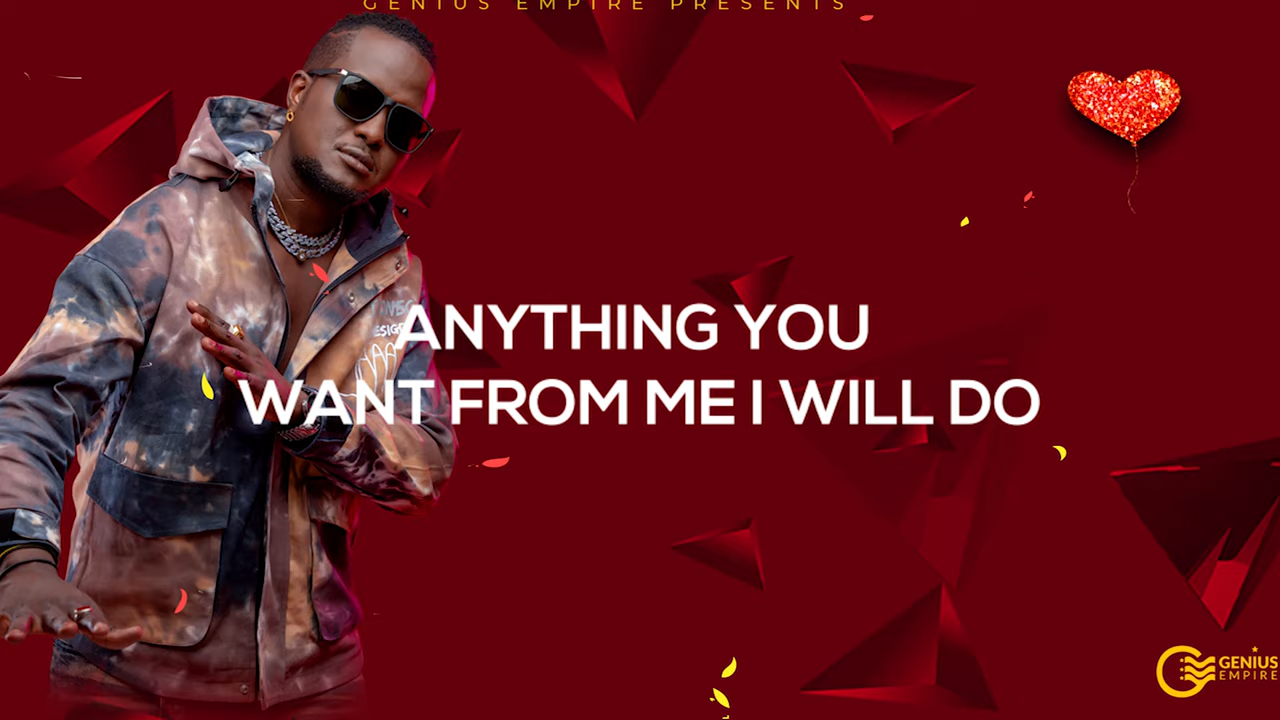 GENIUS EMPIRE PRESENTS
ANYTHING YOU
WANT FROM ME I WILL DO
GENIUS
EMPIRE